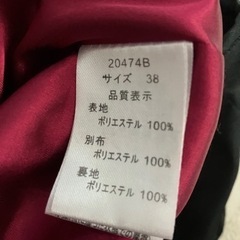 20474B
サイズ 38
品質表示
表地
ポリエステル 100%
別布
ポリエステル 100%
裏地
ポリエステル 100%